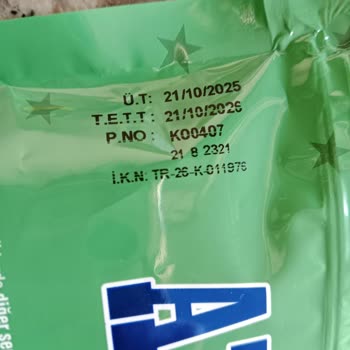 Ü.T: 21/10/2025
T.E.T.T: 21/10/2026
P.NO: K00407
21 8 2321
İ.K.N: TR-26-K-011976